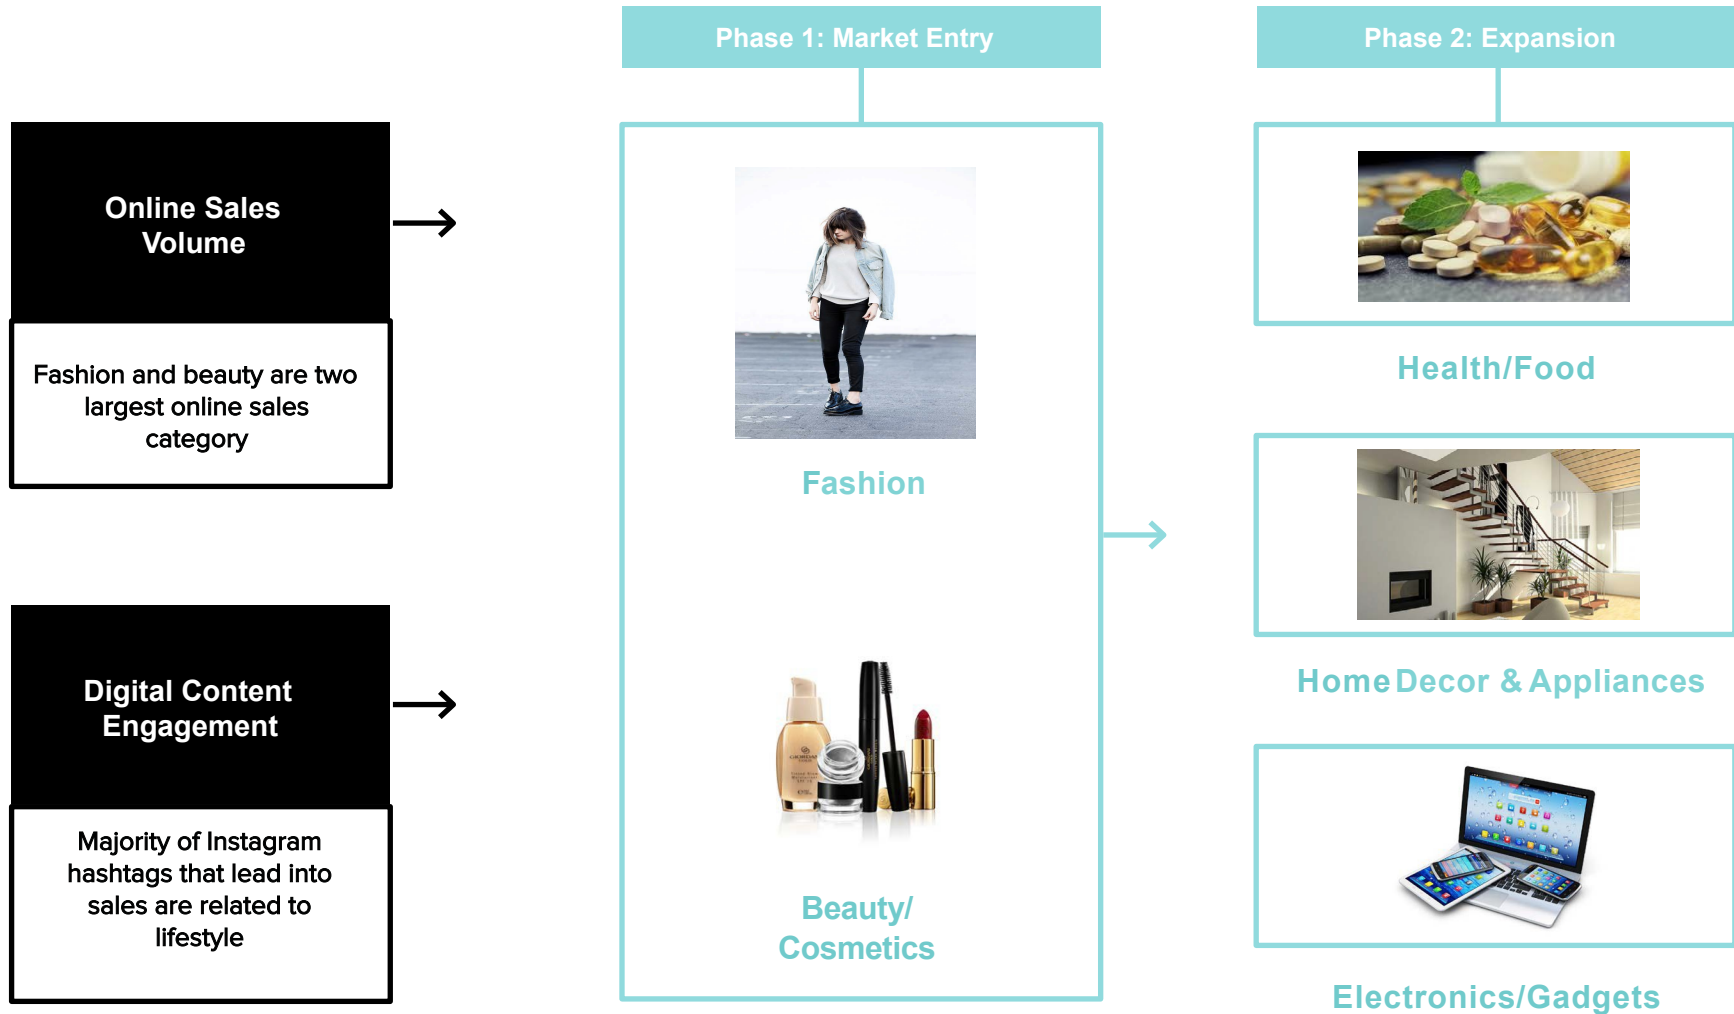 Phase 1: Market Entry
Phase 2: Expansion
Online Sales
Volume
Fashion and beauty are two
largest online sales
category
Digital Content
Engagement
Majority of Instagram
hashtags that lead into
sales are related to
lifestyle
Fashion
Beauty/
Cosmetics
Health/Food
Home Decor & Appliances
Electronics/Gadgets